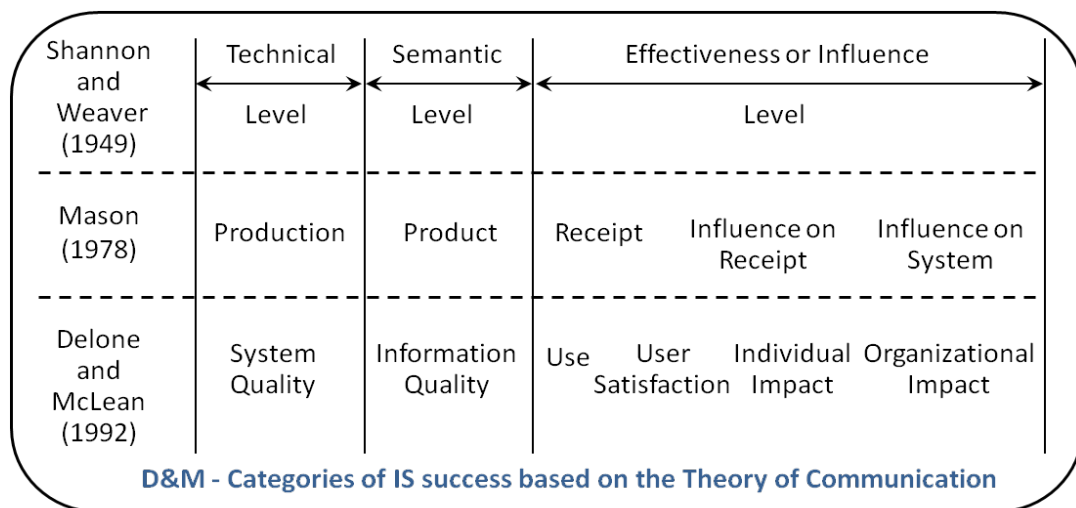 Shannon and Weaver (1949)
Technical Level
Semantic Level
Effectiveness or Influence Level
Mason (1978)
Production
Product
Receipt
Influence on Receipt
Influence on System
Delone and McLean (1992)
System Quality
Information Quality
Use
User Satisfaction
Individual Impact
Organizational Impact
D&M - Categories of IS success based on the Theory of Communication